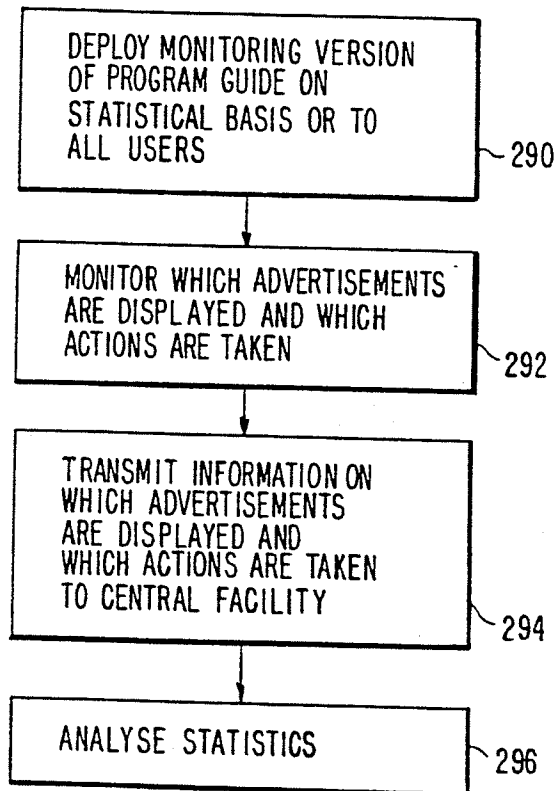 DEPLOY MONITORING VERSION
OF PROGRAM GUIDE ON
STATISTICAL BASIS OR TO
ALL USERS
290
MONITOR WHICH ADVERTISEMENTS
ARE DISPLAYED AND WHICH
ACTIONS ARE TAKEN
292
TRANSMIT INFORMATION ON
WHICH ADVERTISEMENTS
ARE DISPLAYED AND
WHICH ACTIONS ARE TAKEN
TO CENTRAL FACILITY
294
ANALYSE STATISTICS
296